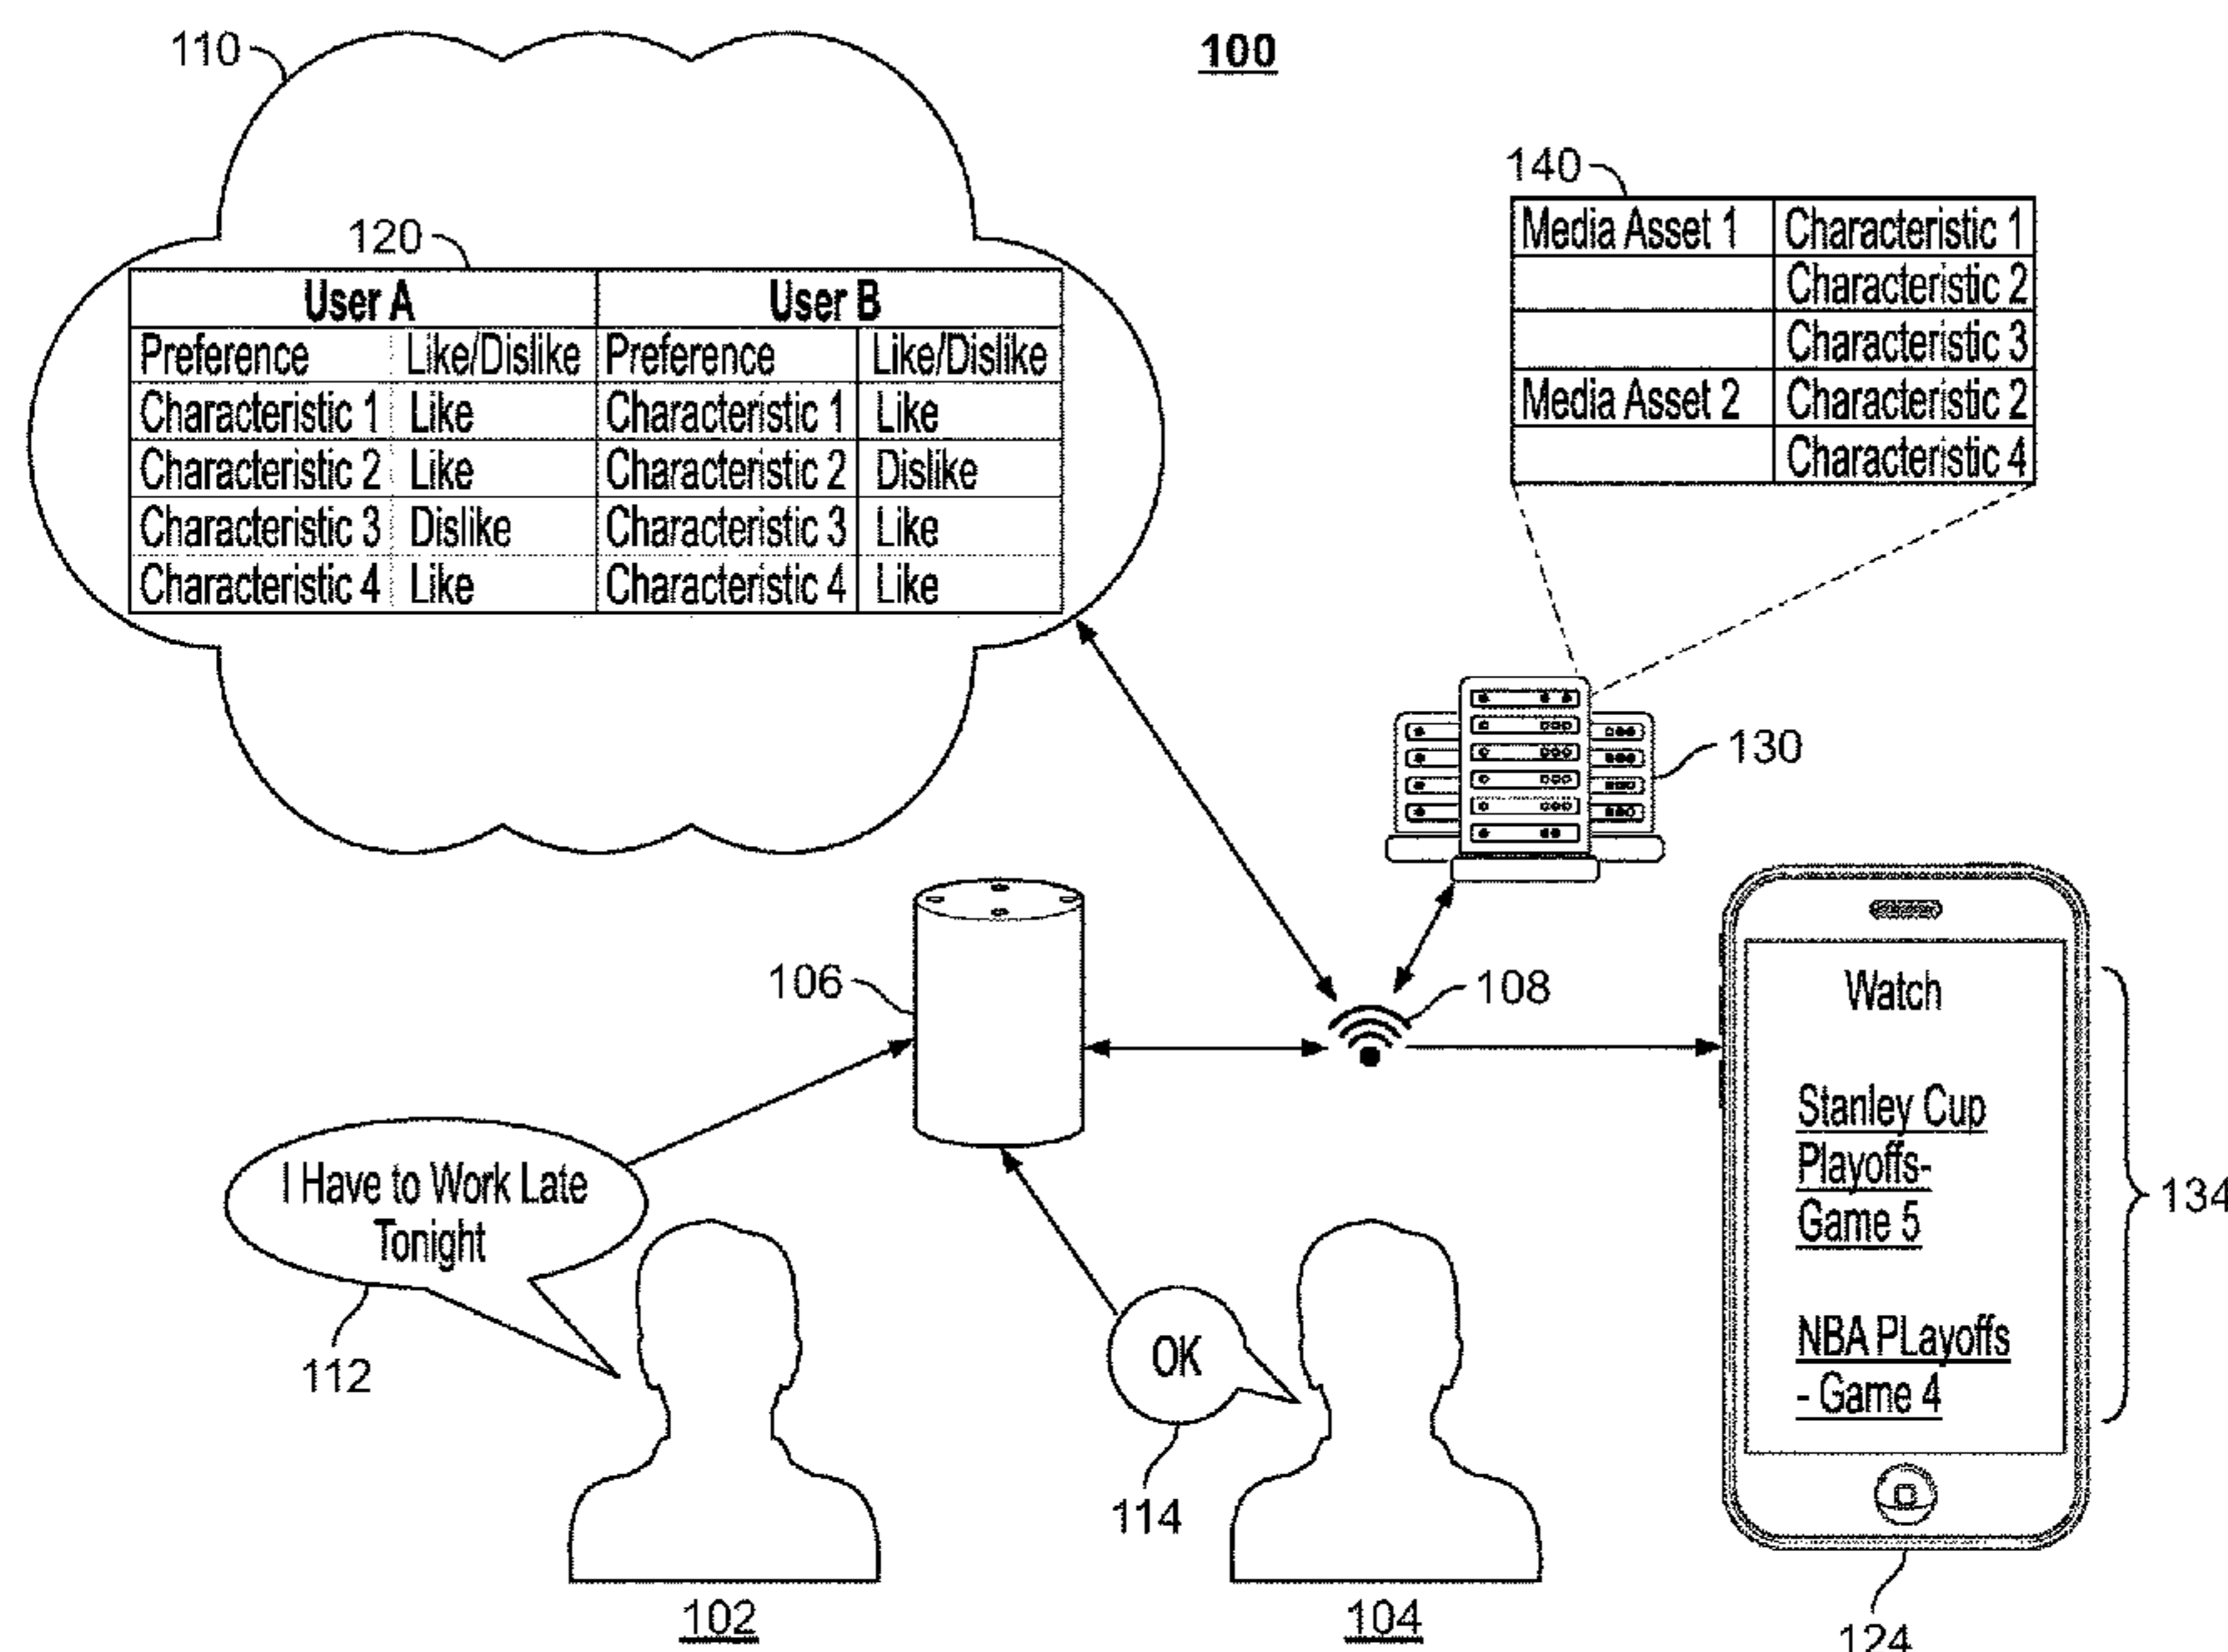 100
110
120
User A User B
Preference Like/Dislike Preference Like/Dislike
Characteristic 1 Like Characteristic 1 Like
Characteristic 2 Like Characteristic 2 Dislike
Characteristic 3 Dislike Characteristic 3 Like
Characteristic 4 Like Characteristic 4 Like
140
Media Asset 1 Characteristic 1
Characteristic 2
Characteristic 3
Media Asset 2 Characteristic 2
Characteristic 4
130
106
108
Watch
Stanley Cup
Playoffs-
Game 5
NBA PLayoffs
- Game 4
134
I Have to Work Late
Tonight
112
OK
114
102
104
124